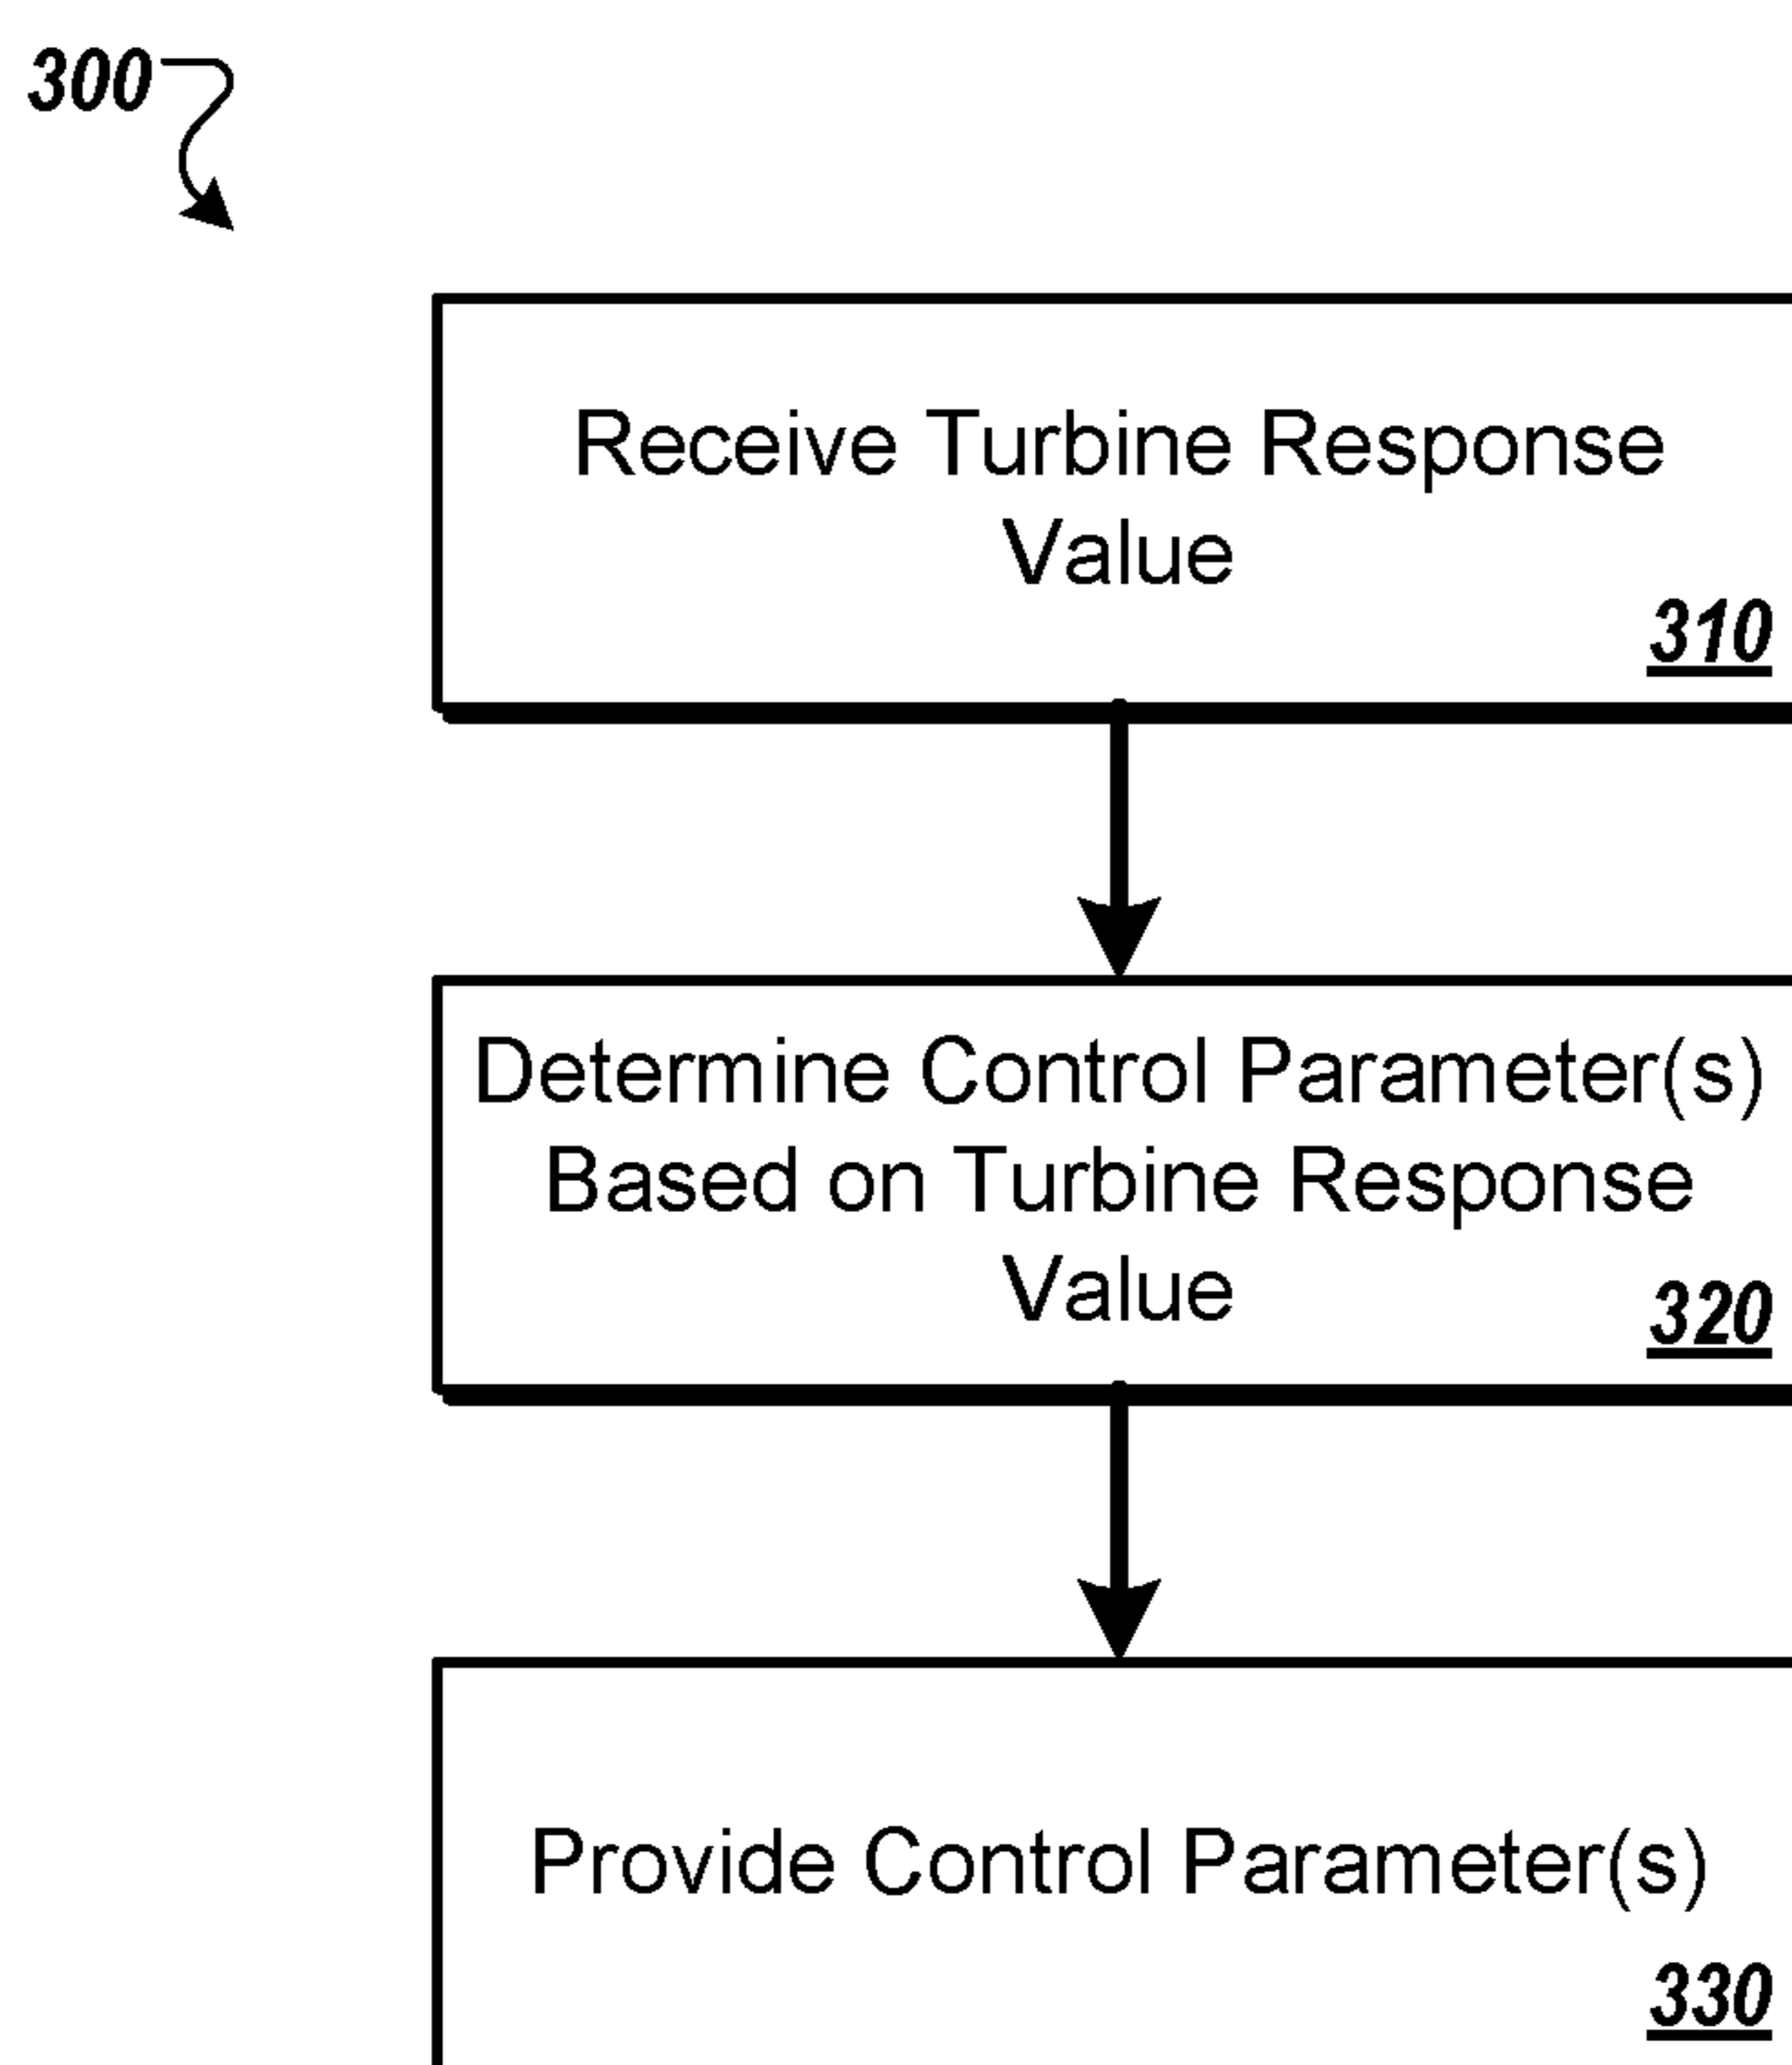 300
Receive Turbine Response
Value
310
Determine Control Parameter(s)
Based on Turbine Response
Value
320
Provide Control Parameter(s)
330